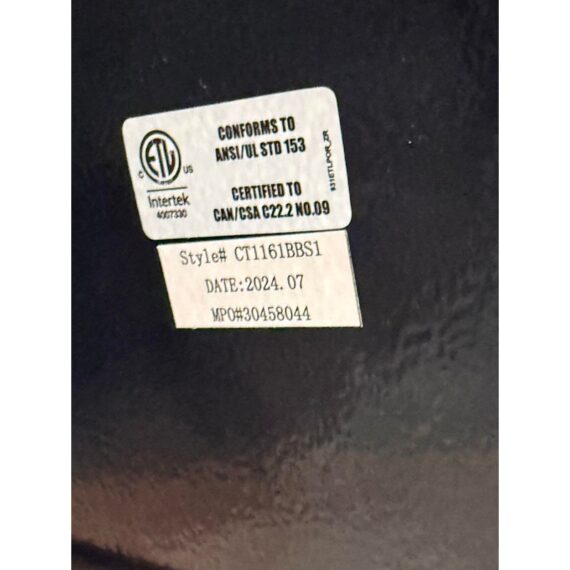 ETL
C US
Intertek
4007330
CONFORMS TO
ANSI/UL STD 153
CERTIFIED TO
CAN/CSA C22.2 NO.09
931ETLPOR_ZR
Style# CT1161BBS1
DATE:2024.07
MPO#30458044